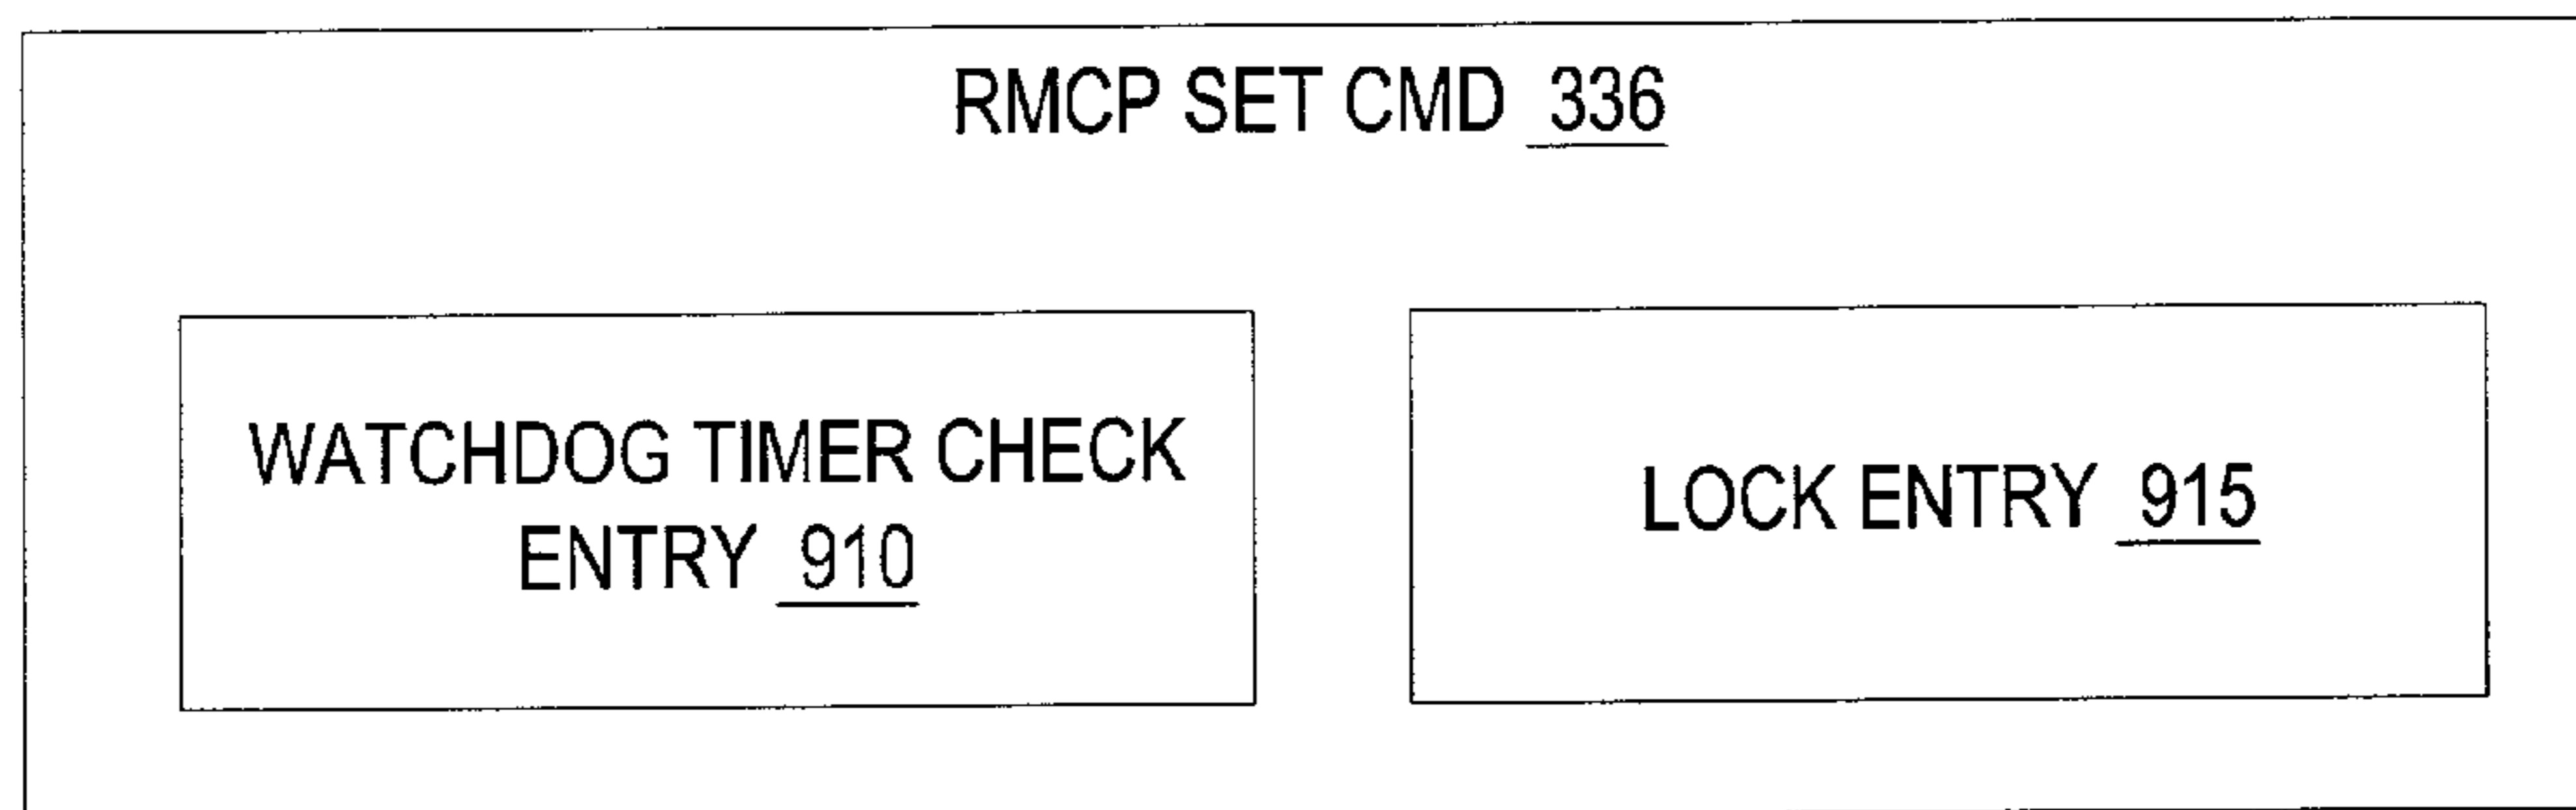 RMCP SET CMD 336
WATCHDOG TIMER CHECK
ENTRY 910
LOCK ENTRY 915